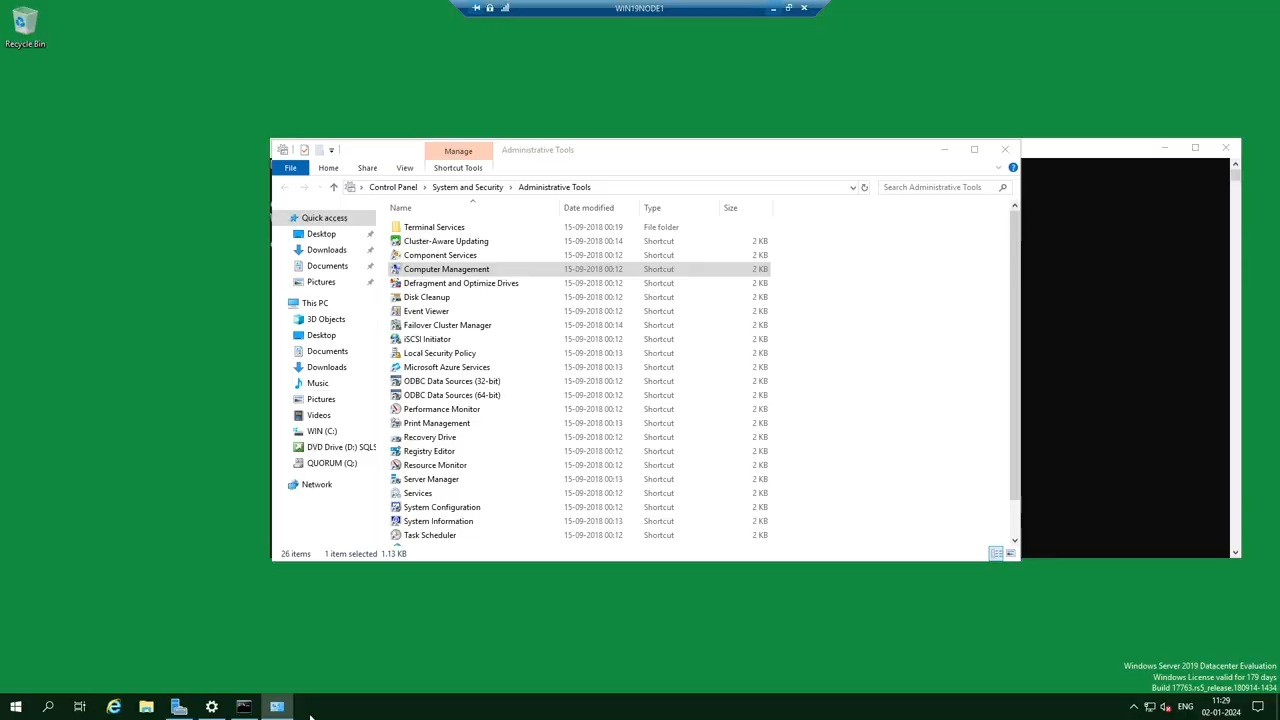 WIN19NODE1
Recycle Bin
Manage
Administrative Tools
File
Home
Share
View
Shortcut Tools
Control Panel
System and Security
Administrative Tools
Search Administrative Tools
Name
Date modified
Type
Size
Quick access
Desktop
Downloads
Documents
Pictures
This PC
3D Objects
Desktop
Documents
Downloads
Music
Pictures
Videos
WIN (C:)
DVD Drive (D:) SQLS
QUORUM (Q:)
Network
Terminal Services 15-09-2018 00:19 File folder
Cluster-Aware Updating 15-09-2018 00:14 Shortcut 2 KB
Component Services 15-09-2018 00:12 Shortcut 2 KB
Computer Management 15-09-2018 00:12 Shortcut 2 KB
Defragment and Optimize Drives 15-09-2018 00:12 Shortcut 2 KB
Disk Cleanup 15-09-2018 00:12 Shortcut 2 KB
Event Viewer 15-09-2018 00:12 Shortcut 2 KB
Failover Cluster Manager 15-09-2018 00:14 Shortcut 2 KB
iSCSI Initiator 15-09-2018 00:12 Shortcut 2 KB
Local Security Policy 15-09-2018 00:13 Shortcut 2 KB
Microsoft Azure Services 15-09-2018 00:13 Shortcut 2 KB
ODBC Data Sources (32-bit) 15-09-2018 00:12 Shortcut 2 KB
ODBC Data Sources (64-bit) 15-09-2018 00:12 Shortcut 2 KB
Performance Monitor 15-09-2018 00:12 Shortcut 2 KB
Print Management 15-09-2018 00:13 Shortcut 2 KB
Recovery Drive 15-09-2018 00:12 Shortcut 2 KB
Registry Editor 15-09-2018 00:12 Shortcut 2 KB
Resource Monitor 15-09-2018 00:12 Shortcut 2 KB
Server Manager 15-09-2018 00:12 Shortcut 2 KB
Services 15-09-2018 00:12 Shortcut 2 KB
System Configuration 15-09-2018 00:12 Shortcut 2 KB
System Information 15-09-2018 00:13 Shortcut 2 KB
Task Scheduler 15-09-2018 00:12 Shortcut 2 KB
26 items 1 item selected 1.13 KB
Windows Server 2019 Datacenter Evaluation
Windows License valid for 179 days
Build 17763.rs5_release.180914-1434
ENG
11:29
02-01-2024